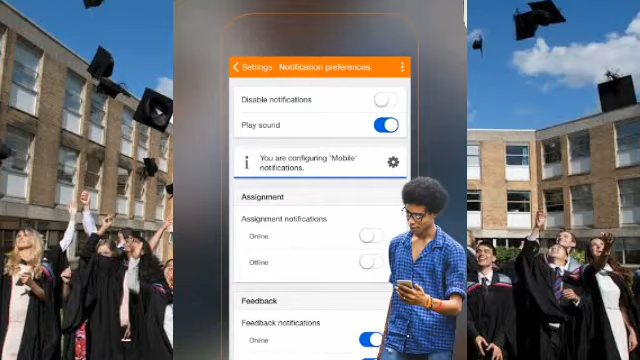 Settings Notification preferences
Disable notifications
Play sound
You are configuring 'Mobile'
notifications.
Assignment
Assignment notifications
Online
Offline
Feedback
Feedback notifications
Online